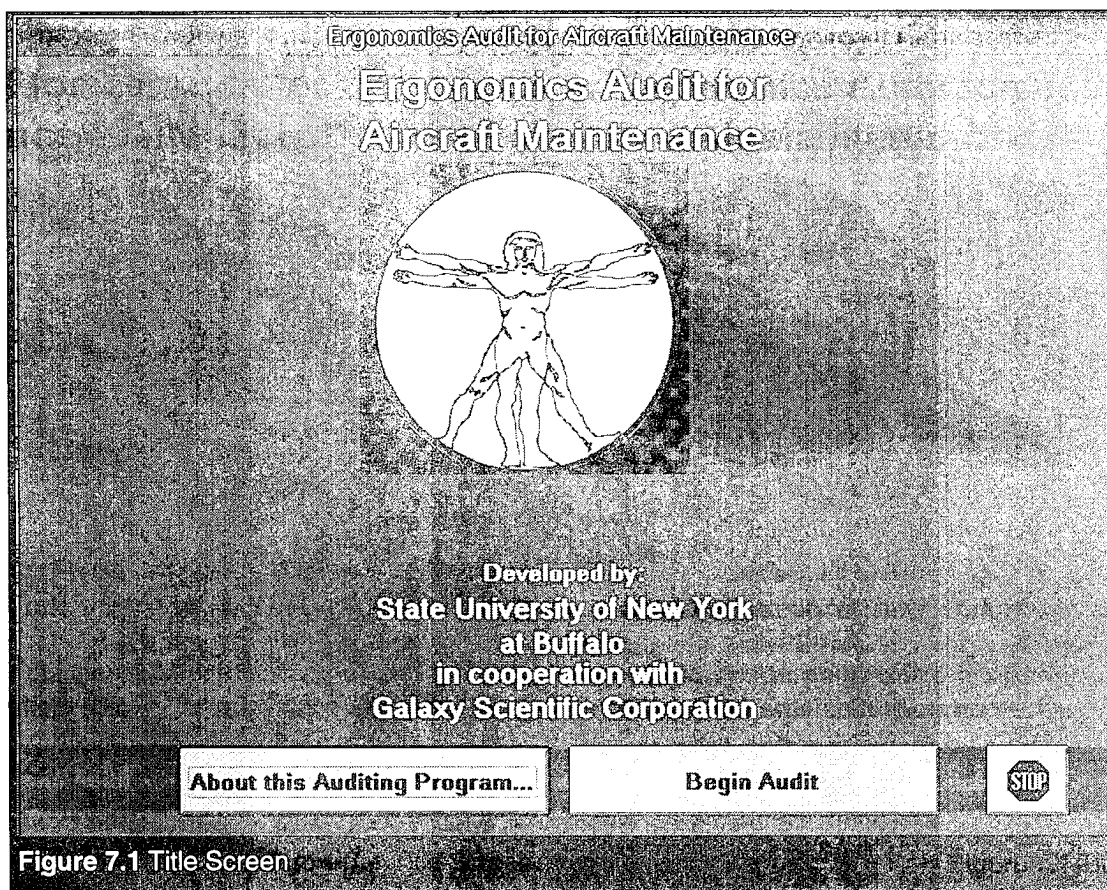 Ergonomics Audit for Aircraft Maintenance
Ergonomics Audit for
Aircraft Maintenance
Developed by:
State University of New York
at Buffalo
in cooperation with
Galaxy Scientific Corporation
About this Auditing Program...
Begin Audit
STOP
Figure 7.1 Title Screen